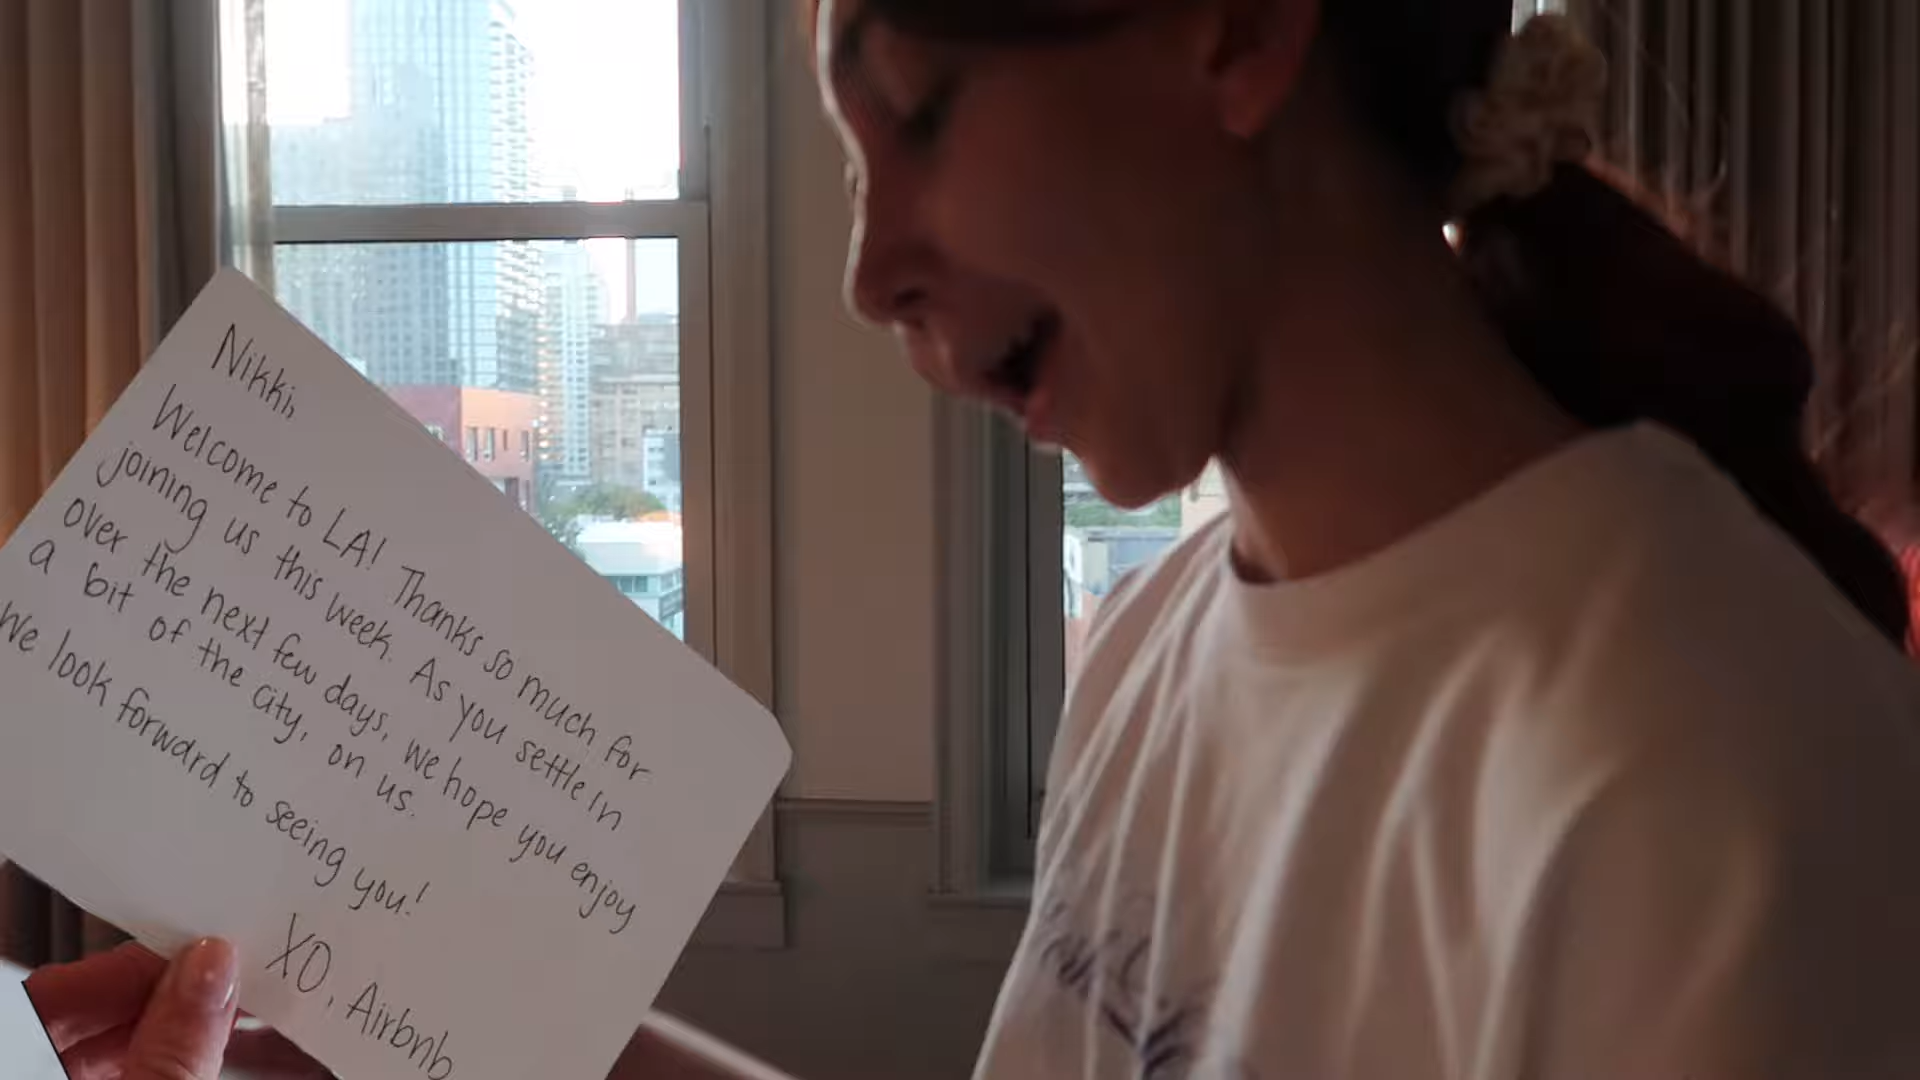 Nikki,
Welcome to LA! Thanks so much for
joining us this week. As you settle in
over the next few days, we hope you enjoy
a bit of the city, on us.
We look forward to seeing you!
XO, Airbnb